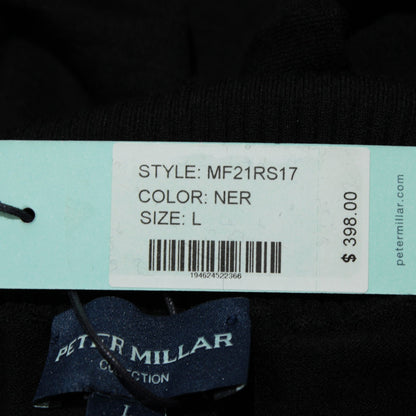 STYLE: MF21RS17
COLOR: NER
SIZE: L
194624522366
$ 398.00
petermillar.com
PETER MILLAR
COLLECTION
L